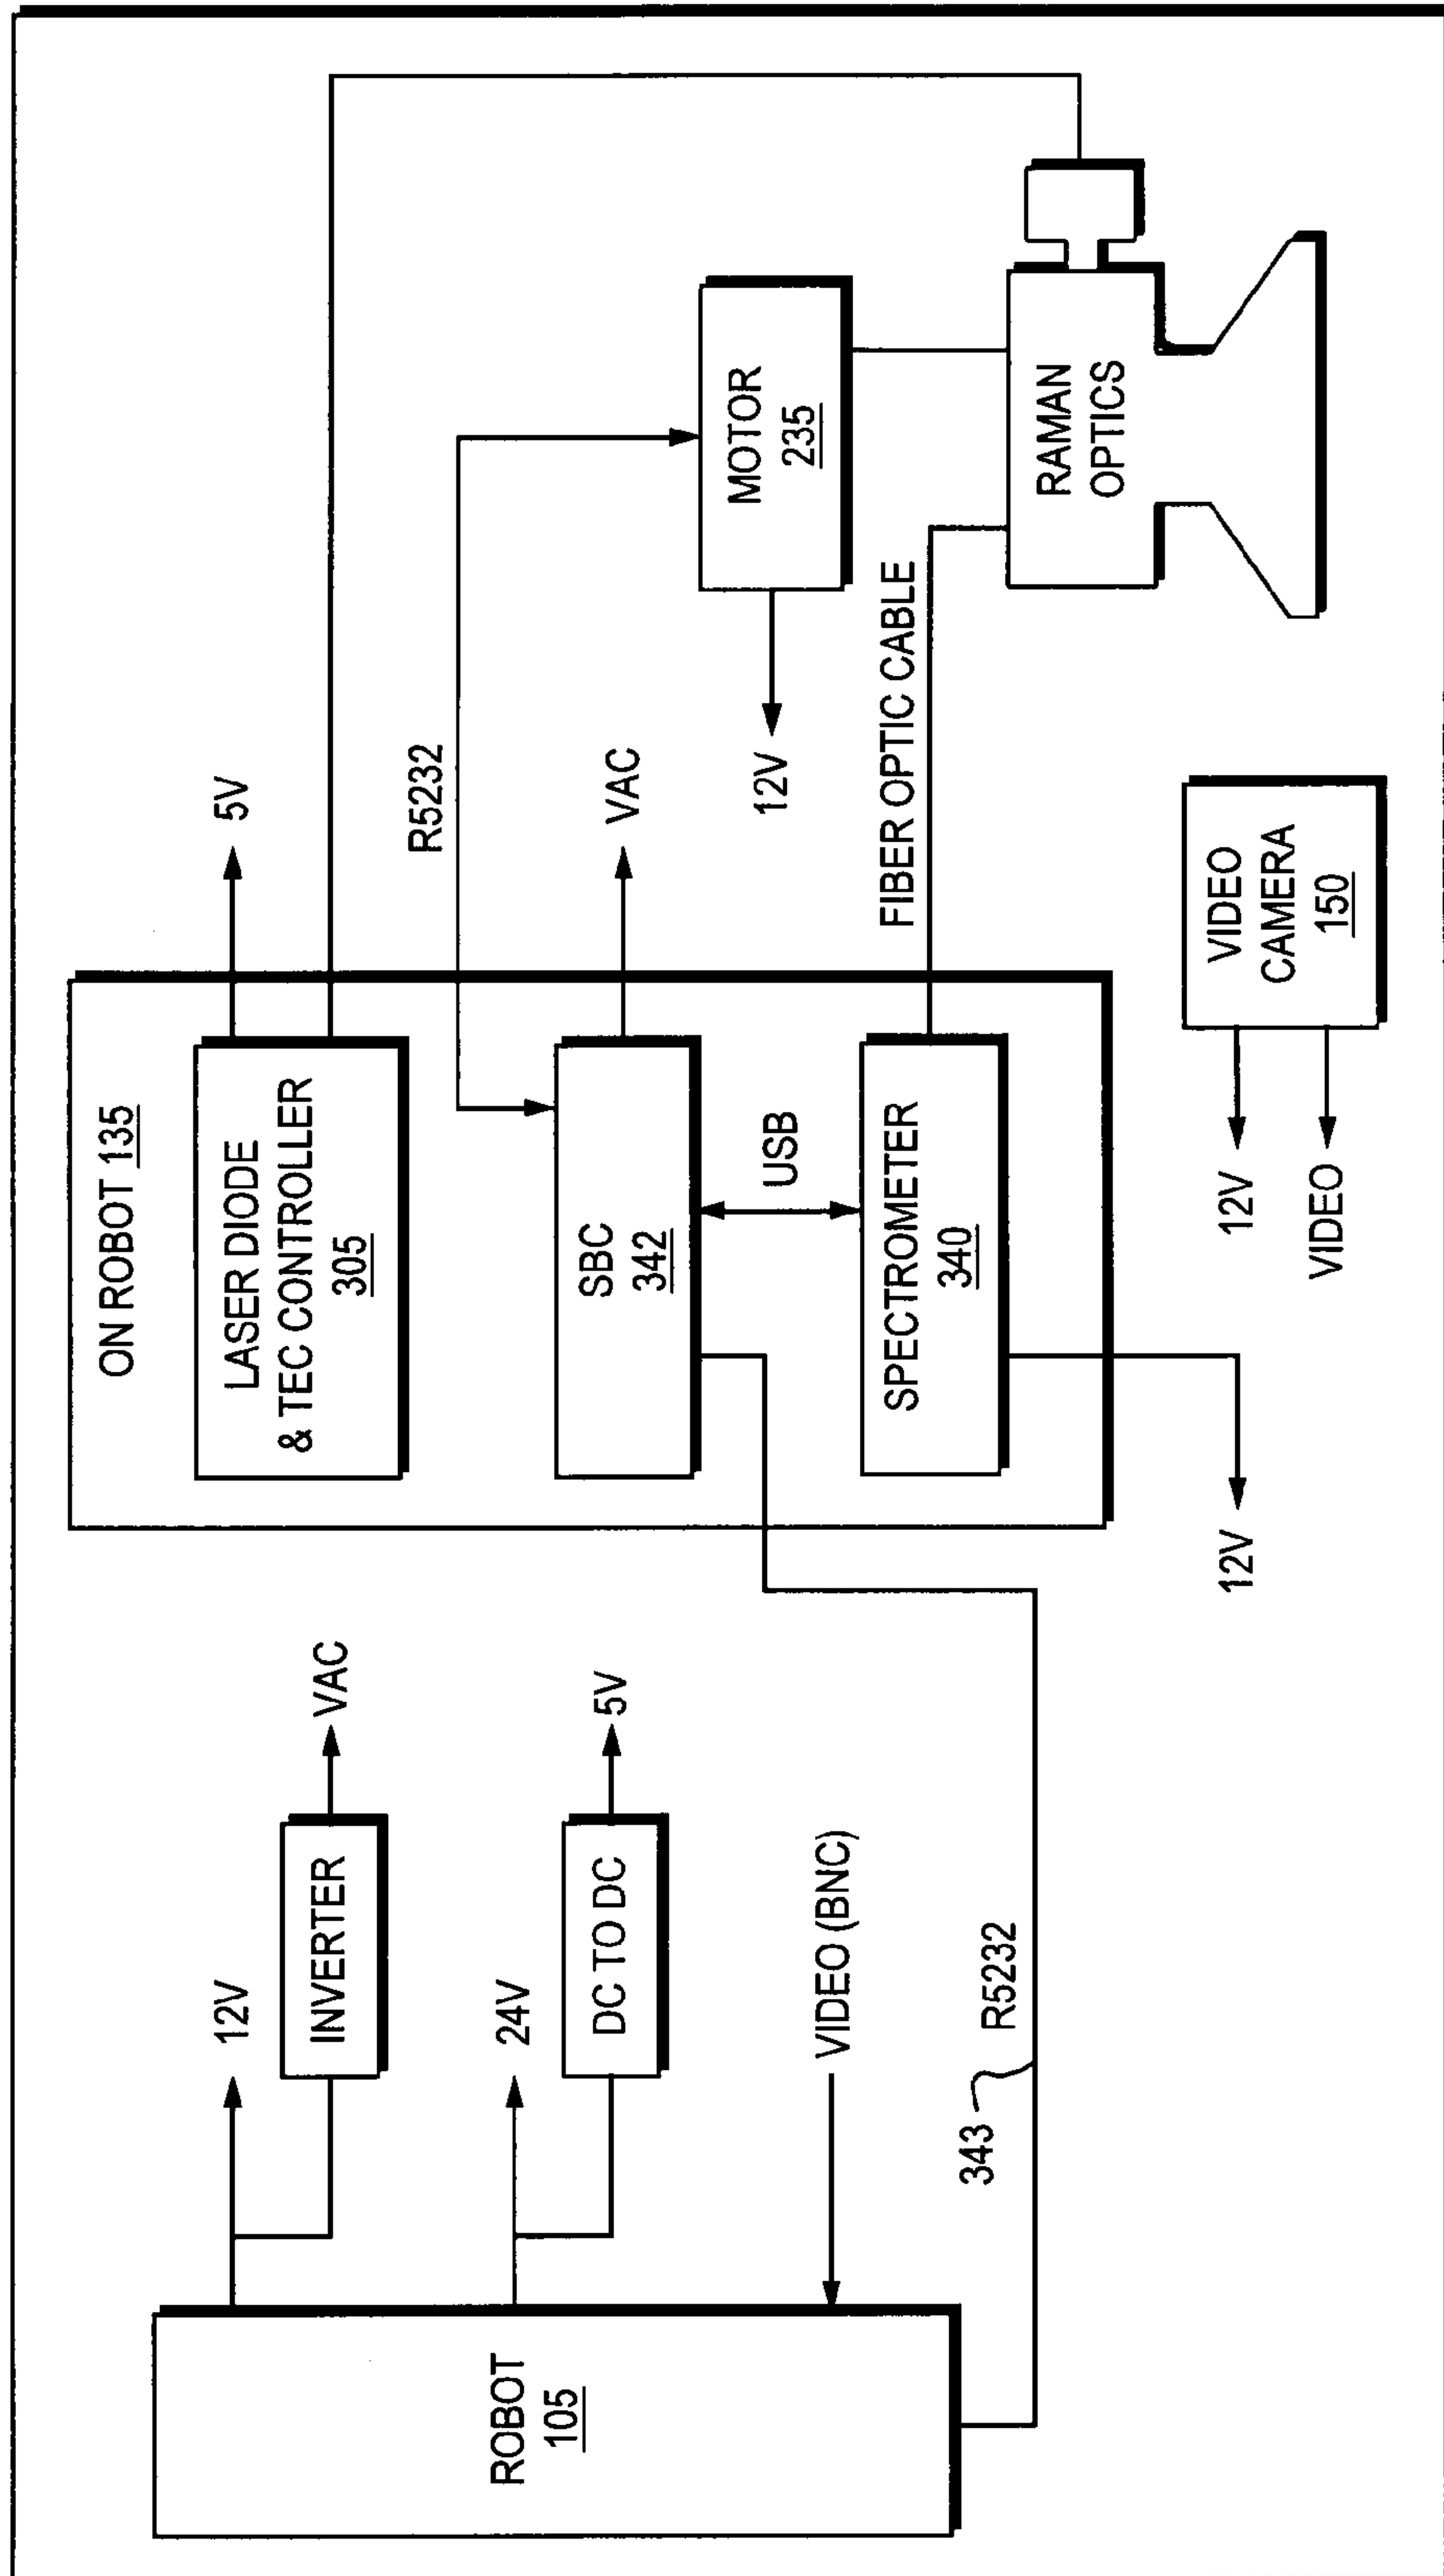 ROBOT
105
12V
INVERTER
VAC
24V
DC TO DC
5V
VIDEO (BNC)
343
R5232
ON ROBOT 135
LASER DIODE
& TEC CONTROLLER
305
5V
SBC
342
VAC
R5232
USB
SPECTROMETER
340
12V
FIBER OPTIC CABLE
MOTOR
235
12V
RAMAN
OPTICS
VIDEO
CAMERA
150
12V
VIDEO